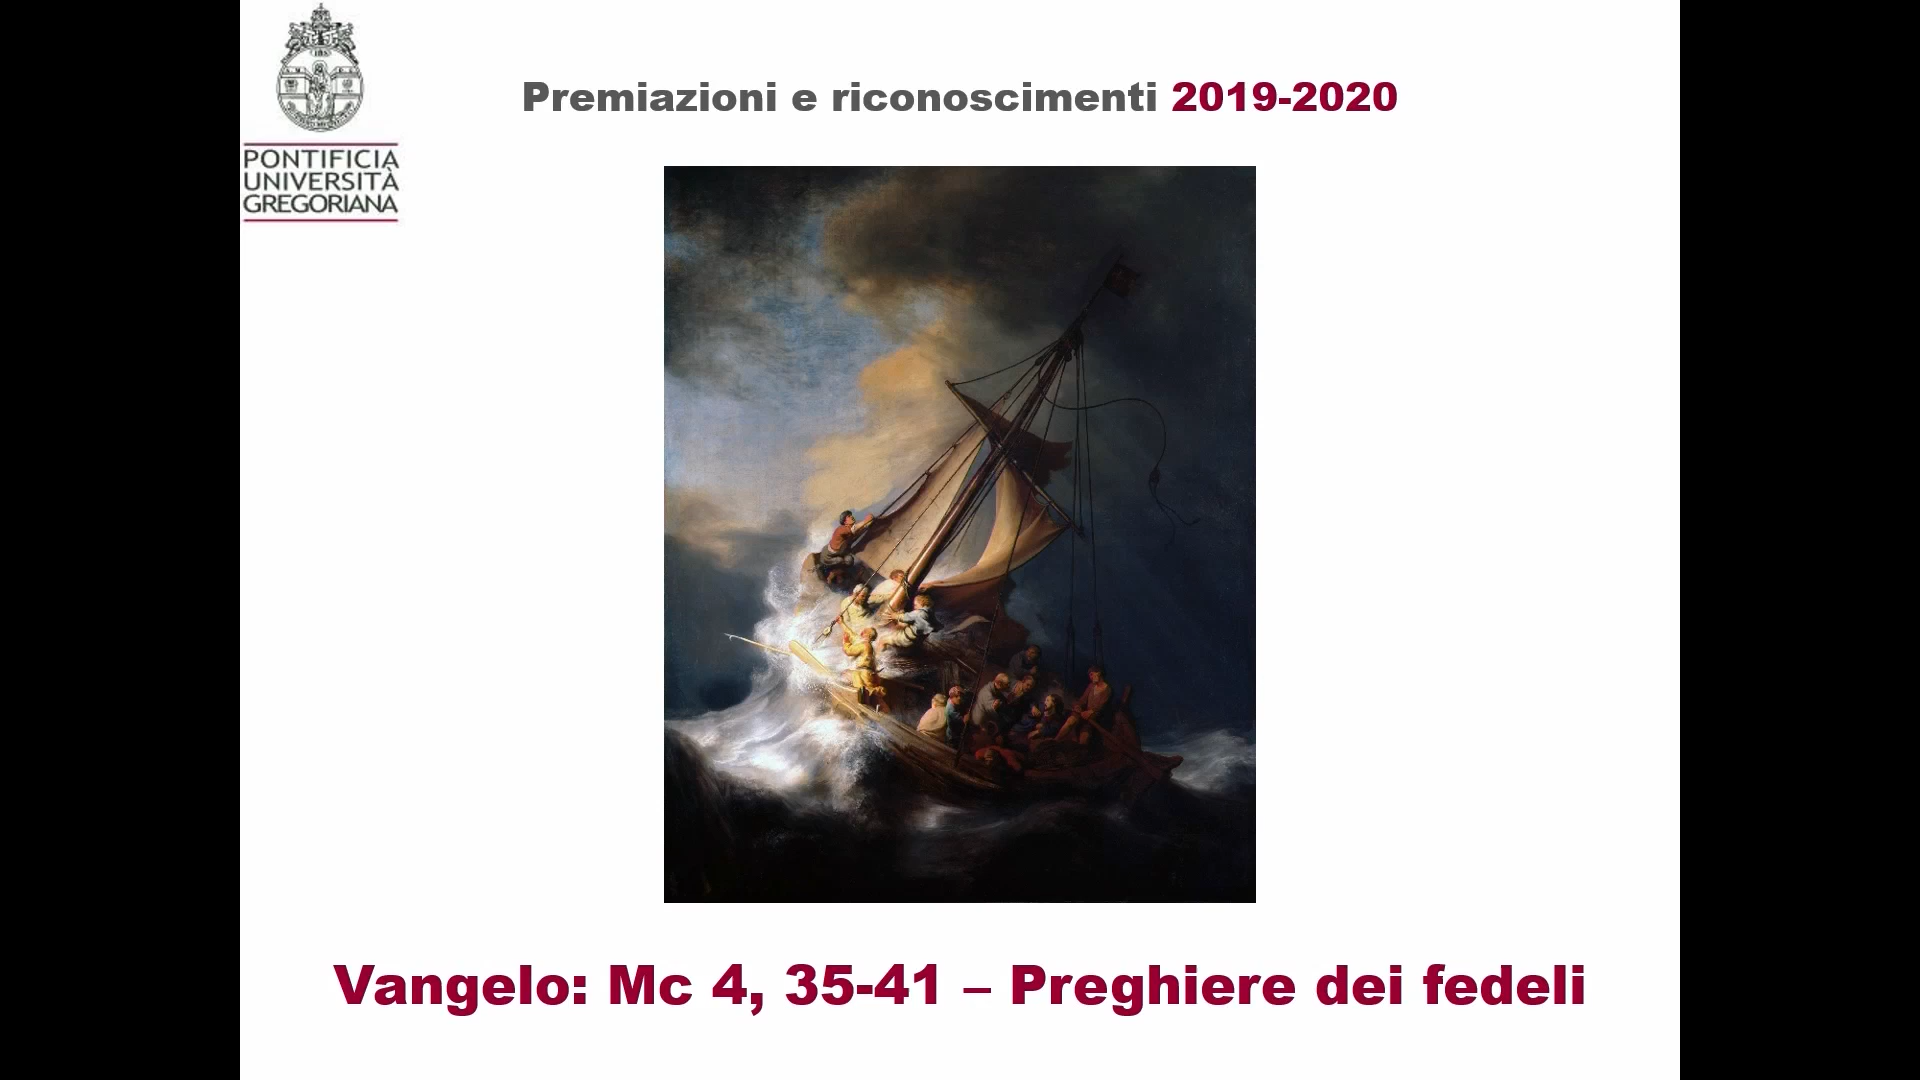 PONTIFICIA
UNIVERSITÀ
GREGORIANA
Premiazioni e riconoscimenti 2019-2020
Vangelo: Mc 4, 35-41 – Preghiere dei fedeli